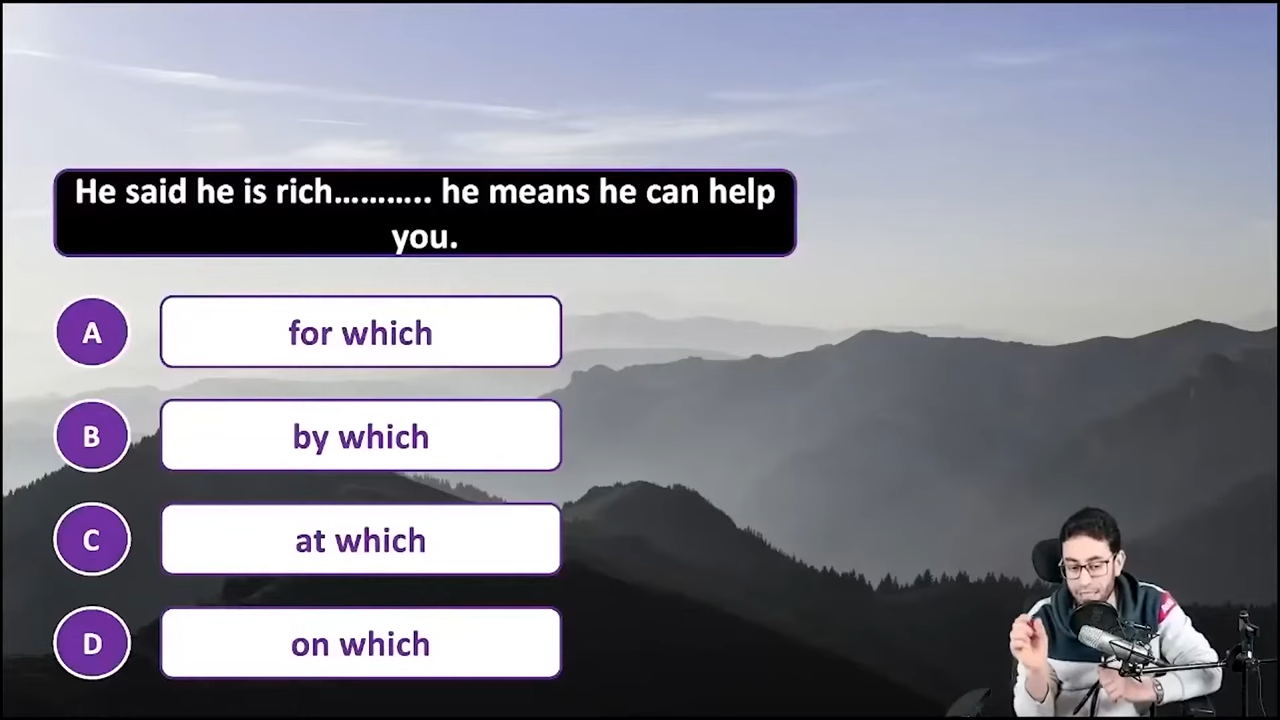 He said he is rich……….. he means he can help
you.
A
for which
B
by which
C
at which
D
on which